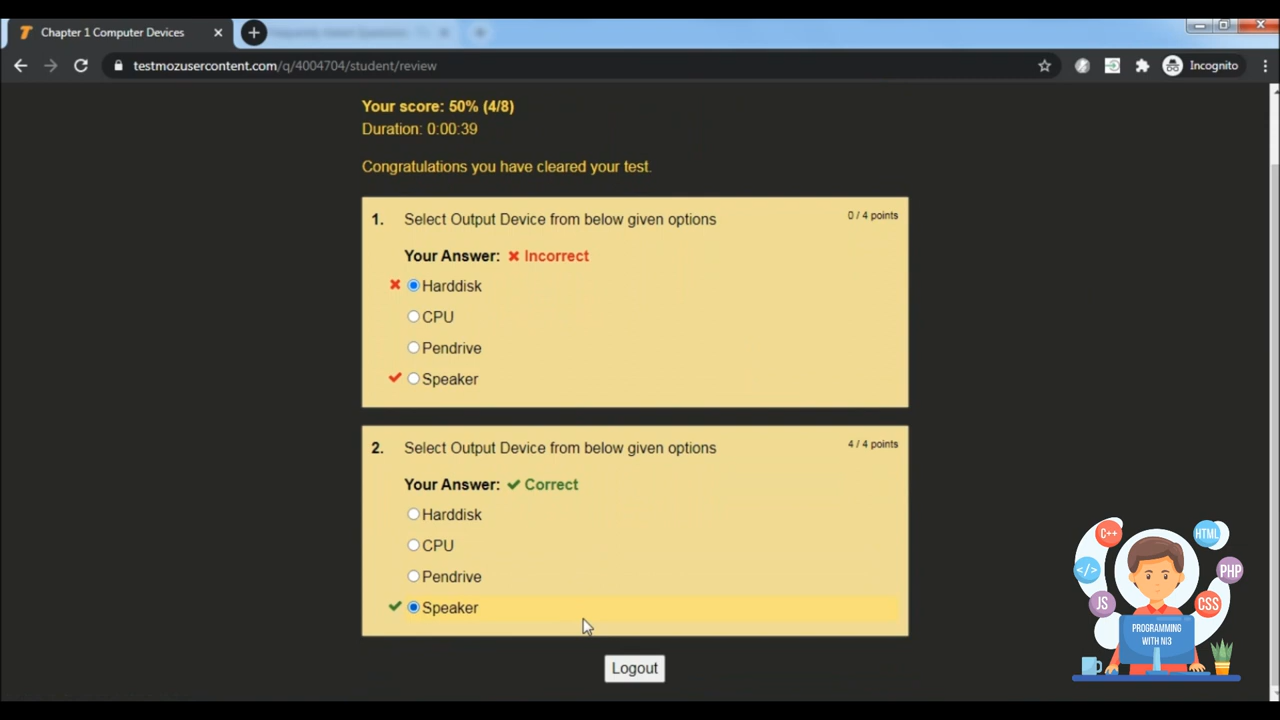 Chapter 1 Computer Devices
testmozusercontent.com/q/4004704/student/review
Incognito
Your score: 50% (4/8)
Duration: 0:00:39
Congratulations you have cleared your test.
1. Select Output Device from below given options
0 / 4 points
Your Answer: ✖ Incorrect
Harddisk
CPU
Pendrive
Speaker
2. Select Output Device from below given options
4 / 4 points
Your Answer: ✔ Correct
Harddisk
CPU
Pendrive
Speaker
Logout
C++
HTML
</>
PHP
JS
CSS
PROGRAMMING
WITH NI3